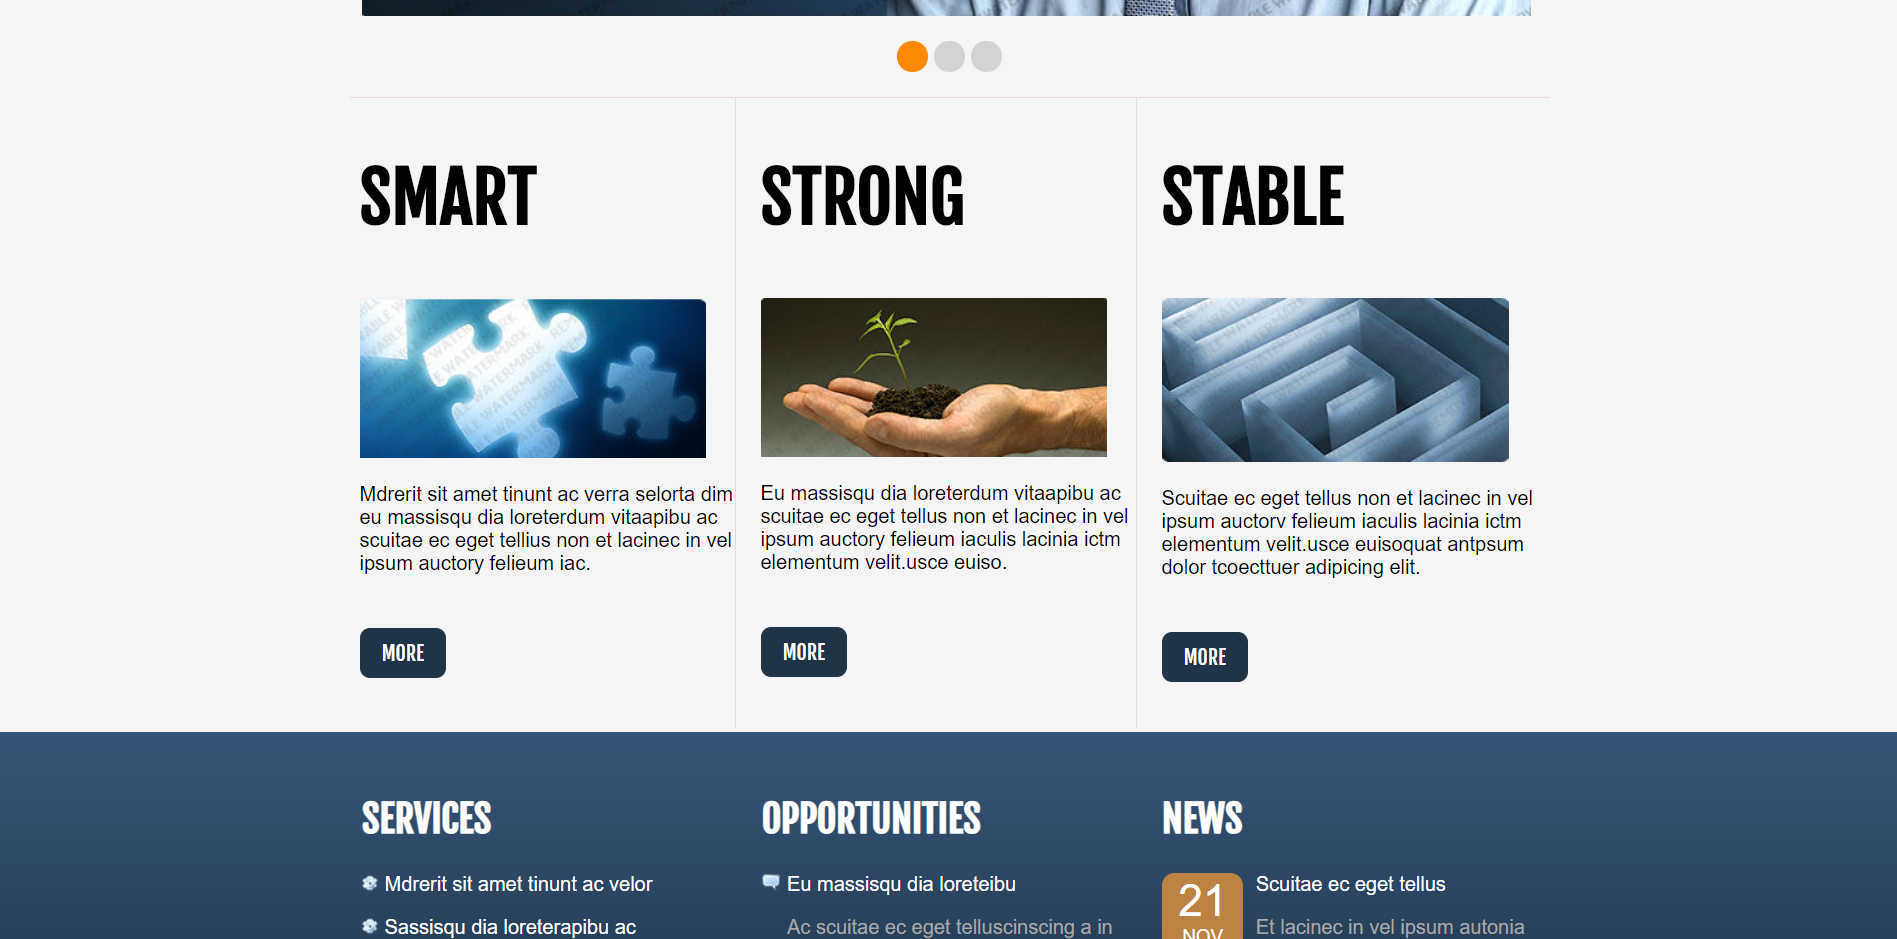 SMART
Mdrerit sit amet tinunt ac verra selorta dim
eu massisqu dia loreterdum vitaapibu ac
scuitae ec eget tellius non et lacinec in vel
ipsum auctory felieum iac.
MORE
STRONG
Eu massisqu dia loreterdum vitaapibu ac
scuitae ec eget tellus non et lacinec in vel
ipsum auctory felieum iaculis lacinia ictm
elementum velit.usce euiso.
MORE
STABLE
Scuitae ec eget tellus non et lacinec in vel
ipsum auctorv felieum iaculis lacinia ictm
elementum velit.usce euisoquat antpsum
dolor tcoecttuer adipicing elit.
MORE
SERVICES
Mdrerit sit amet tinunt ac velor
Sassisqu dia loreterapibu ac
OPPORTUNITIES
Eu massisqu dia loreteibu
Ac scuitae ec eget telluscinscing a in
NEWS
21
NOV
Scuitae ec eget tellus
Et lacinec in vel ipsum autonia